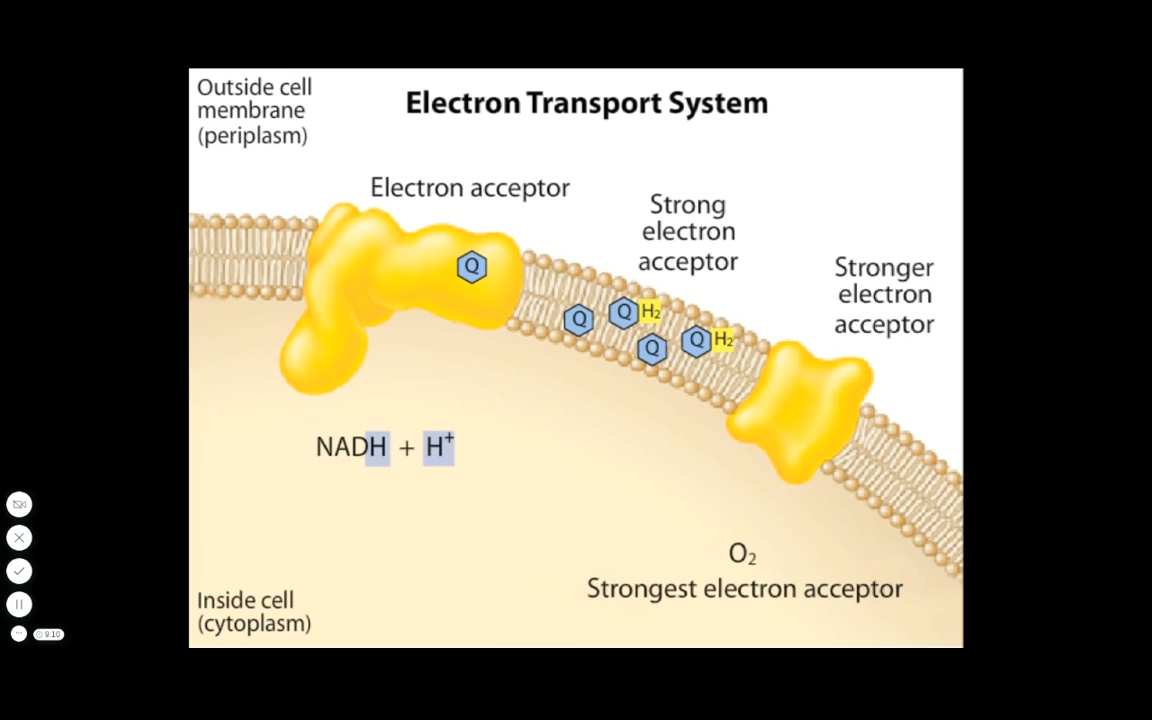 Outside cell
membrane
(periplasm)
Electron Transport System
Electron acceptor
Strong
electron
acceptor
Stronger
electron
acceptor
Q
Q
Q H₂
Q
Q H₂
NADH + H⁺
O₂
Strongest electron acceptor
Inside cell
(cytoplasm)
9:10